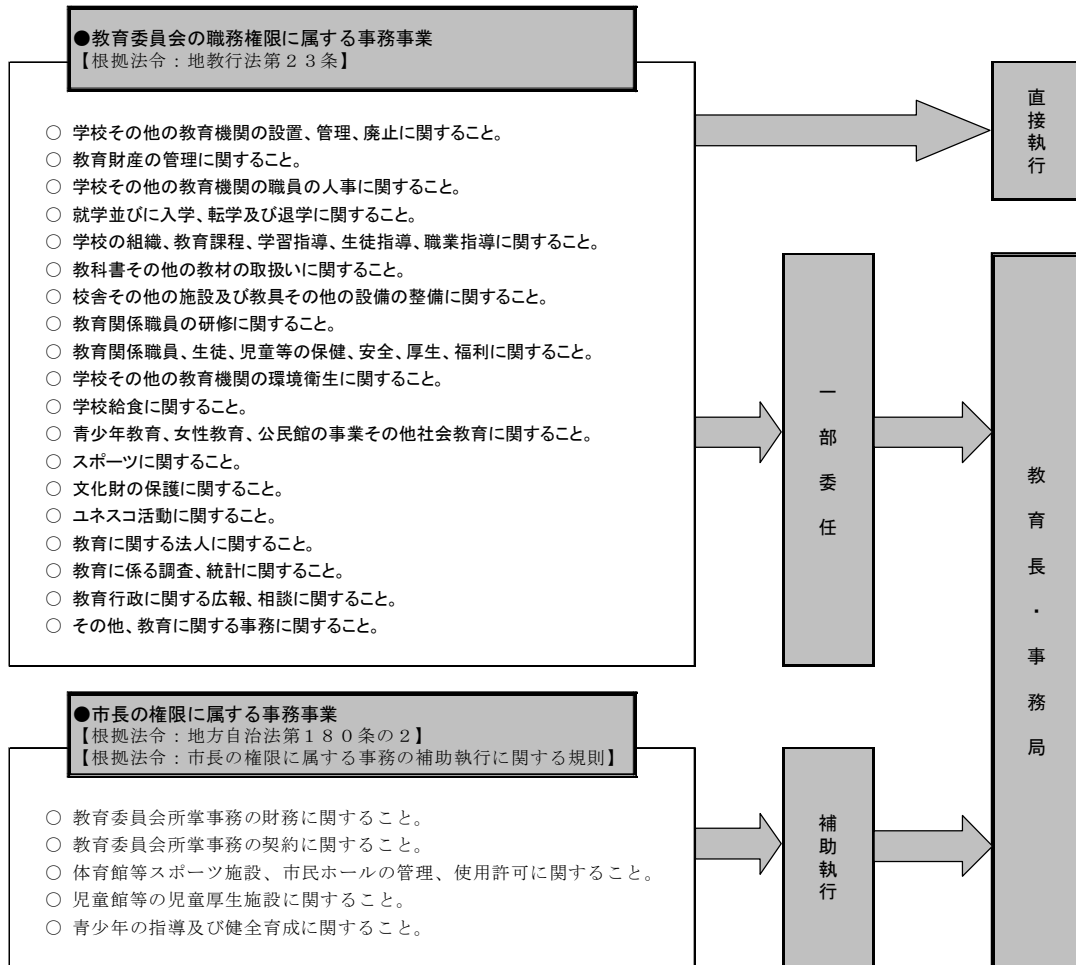 ●教育委員会の職務権限に属する事務事業
【根拠法令：地教行法第２３条】
○ 学校その他の教育機関の設置、管理、廃止に関すること。
○ 教育財産の管理に関すること。
○ 学校その他の教育機関の職員の人事に関すること。
○ 就学並びに入学、転学及び退学に関すること。
○ 学校の組織、教育課程、学習指導、生徒指導、職業指導に関すること。
○ 教科書その他の教材の取扱いに関すること。
○ 校舎その他の施設及び教具その他の設備の整備に関すること。
○ 教育関係職員の研修に関すること。
○ 教育関係職員、生徒、児童等の保健、安全、厚生、福利に関すること。
○ 学校その他の教育機関の環境衛生に関すること。
○ 学校給食に関すること。
○ 青少年教育、女性教育、公民館の事業その他社会教育に関すること。
○ スポーツに関すること。
○ 文化財の保護に関すること。
○ ユネスコ活動に関すること。
○ 教育に関する法人に関すること。
○ 教育に係る調査、統計に関すること。
○ 教育行政に関する広報、相談に関すること。
○ その他、教育に関する事務に関すること。
直接執行
一部委任
教育長・事務局
●市長の権限に属する事務事業
【根拠法令：地方自治法第１８０条の２】
【根拠法令：市長の権限に属する事務の補助執行に関する規則】
○ 教育委員会所掌事務の財務に関すること。
○ 教育委員会所掌事務の契約に関すること。
○ 体育館等スポーツ施設、市民ホールの管理、使用許可に関すること。
○ 児童館等の児童厚生施設に関すること。
○ 青少年の指導及び健全育成に関すること。
補助執行